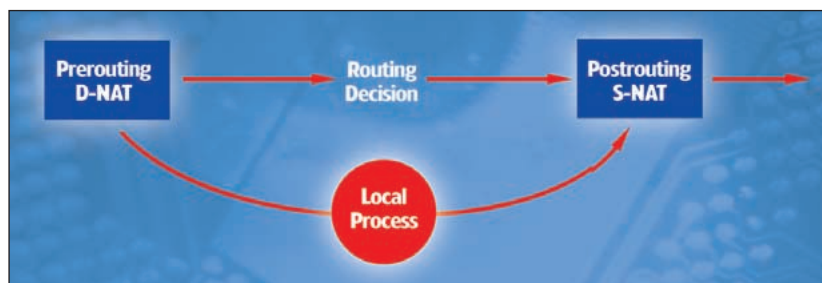 Prerouting
D-NAT
Routing
Decision
Postrouting
S-NAT
Local
Process